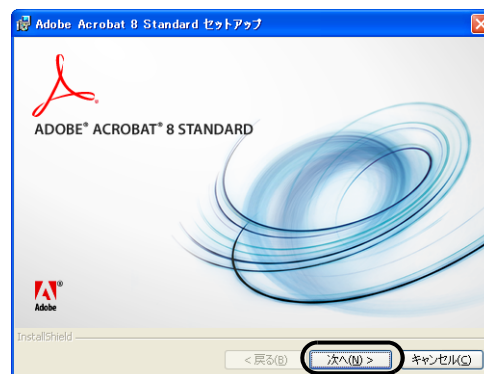 Adobe Acrobat 8 Standard セットアップ
ADOBE® ACROBAT® 8 STANDARD
Adobe
InstallShield
< 戻る(B)
次へ(N) >
キャンセル(C)